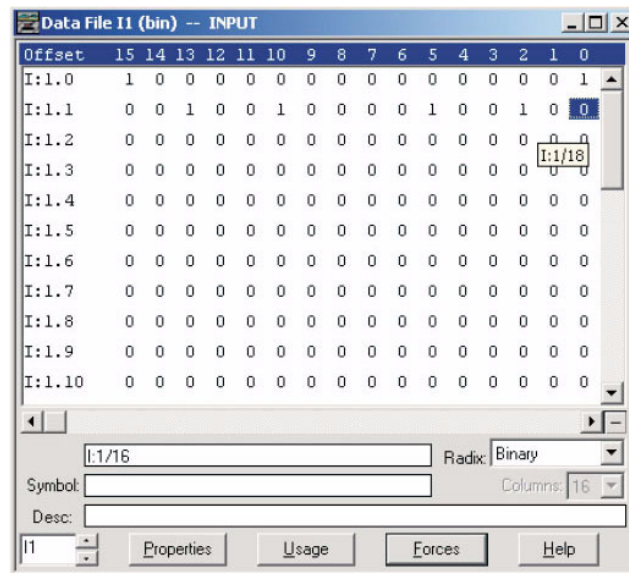 Data File I1 (bin) -- INPUT
Offset 15 14 13 12 11 10 9 8 7 6 5 4 3 2 1 0
I:1.0 1 0 0 0 0 0 0 0 0 0 0 0 0 0 0 1
I:1.1 0 0 1 0 0 1 0 0 0 0 1 0 0 1 0 0
I:1.2 0 0 0 0 0 0 0 0 0 0 0 0 0 0 0 0
I:1/18
I:1.3 0 0 0 0 0 0 0 0 0 0 0 0 0 0 0 0
I:1.4 0 0 0 0 0 0 0 0 0 0 0 0 0 0 0 0
I:1.5 0 0 0 0 0 0 0 0 0 0 0 0 0 0 0 0
I:1.6 0 0 0 0 0 0 0 0 0 0 0 0 0 0 0 0
I:1.7 0 0 0 0 0 0 0 0 0 0 0 0 0 0 0 0
I:1.8 0 0 0 0 0 0 0 0 0 0 0 0 0 0 0 0
I:1.9 0 0 0 0 0 0 0 0 0 0 0 0 0 0 0 0
I:1.10 0 0 0 0 0 0 0 0 0 0 0 0 0 0 0 0
I:1/16 Radix: Binary
Symbol: Columns: 16
Desc:
I1 Properties Usage Forces Help